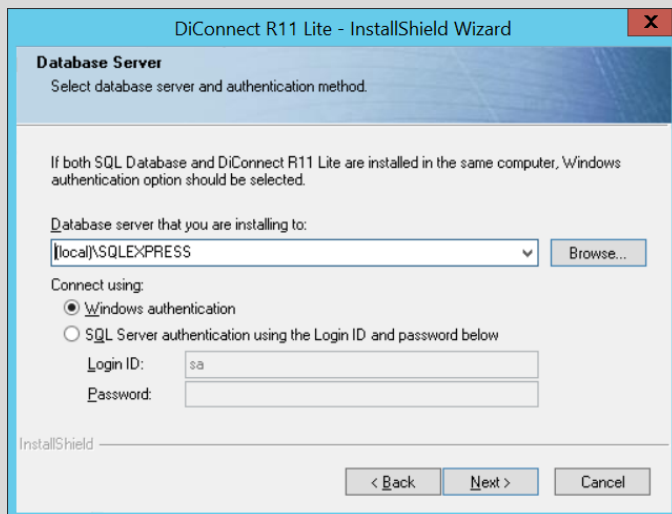 DiConnect R11 Lite - InstallShield Wizard
X
Database Server
Select database server and authentication method.
If both SQL Database and DiConnect R11 Lite are installed in the same computer, Windows
authentication option should be selected.
Database server that you are installing to:
(local)\SQLEXPRESS
Browse...
Connect using:
Windows authentication
SQL Server authentication using the Login ID and password below
Login ID:
sa
Password:
InstallShield
< Back
Next >
Cancel